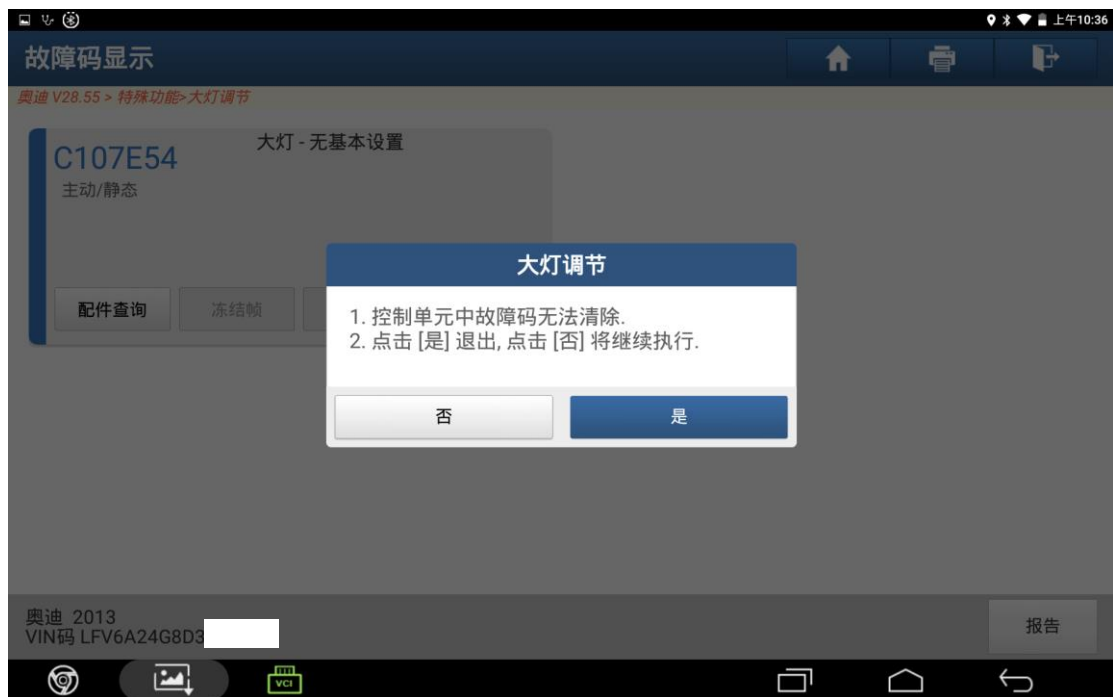 上午10:36
故障码显示
奥迪 V28.55 > 特殊功能>大灯调节
C107E54
大灯 - 无基本设置
主动/静态
配件查询
冻结帧
大灯调节
1. 控制单元中故障码无法清除.
2. 点击 [是] 退出, 点击 [否] 将继续执行.
否
是
奥迪 2013
VIN码 LFV6A24G8D3
报告
VCI